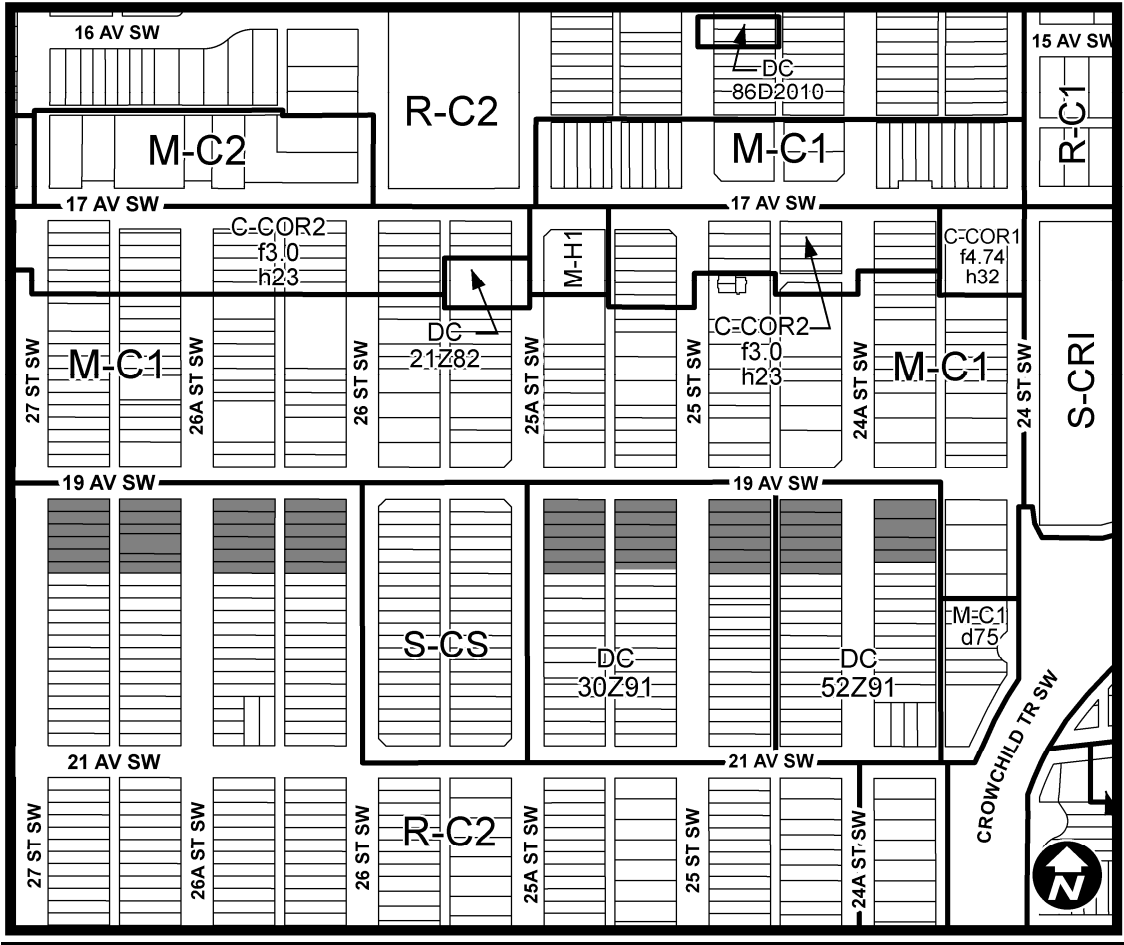 16 AV SW
15 AV SW
DC
86D2010
R-C2
R-C1
M-C2
M-C1
17 AV SW
17 AV SW
C-COR2
f3.0
h23
M-H1
C-COR1
f4.74
h32
DC
21Z82
C-COR2
f3.0
h23
M-C1
M-C1
S-CRI
27 ST SW
26A ST SW
26 ST SW
25A ST SW
25 ST SW
24A ST SW
24 ST SW
19 AV SW
19 AV SW
S-CS
DC
30Z91
DC
52Z91
M-C1
d75
CROWCHILD TR SW
21 AV SW
21 AV SW
R-C2
27 ST SW
26A ST SW
26 ST SW
25A ST SW
25 ST SW
24A ST SW
N